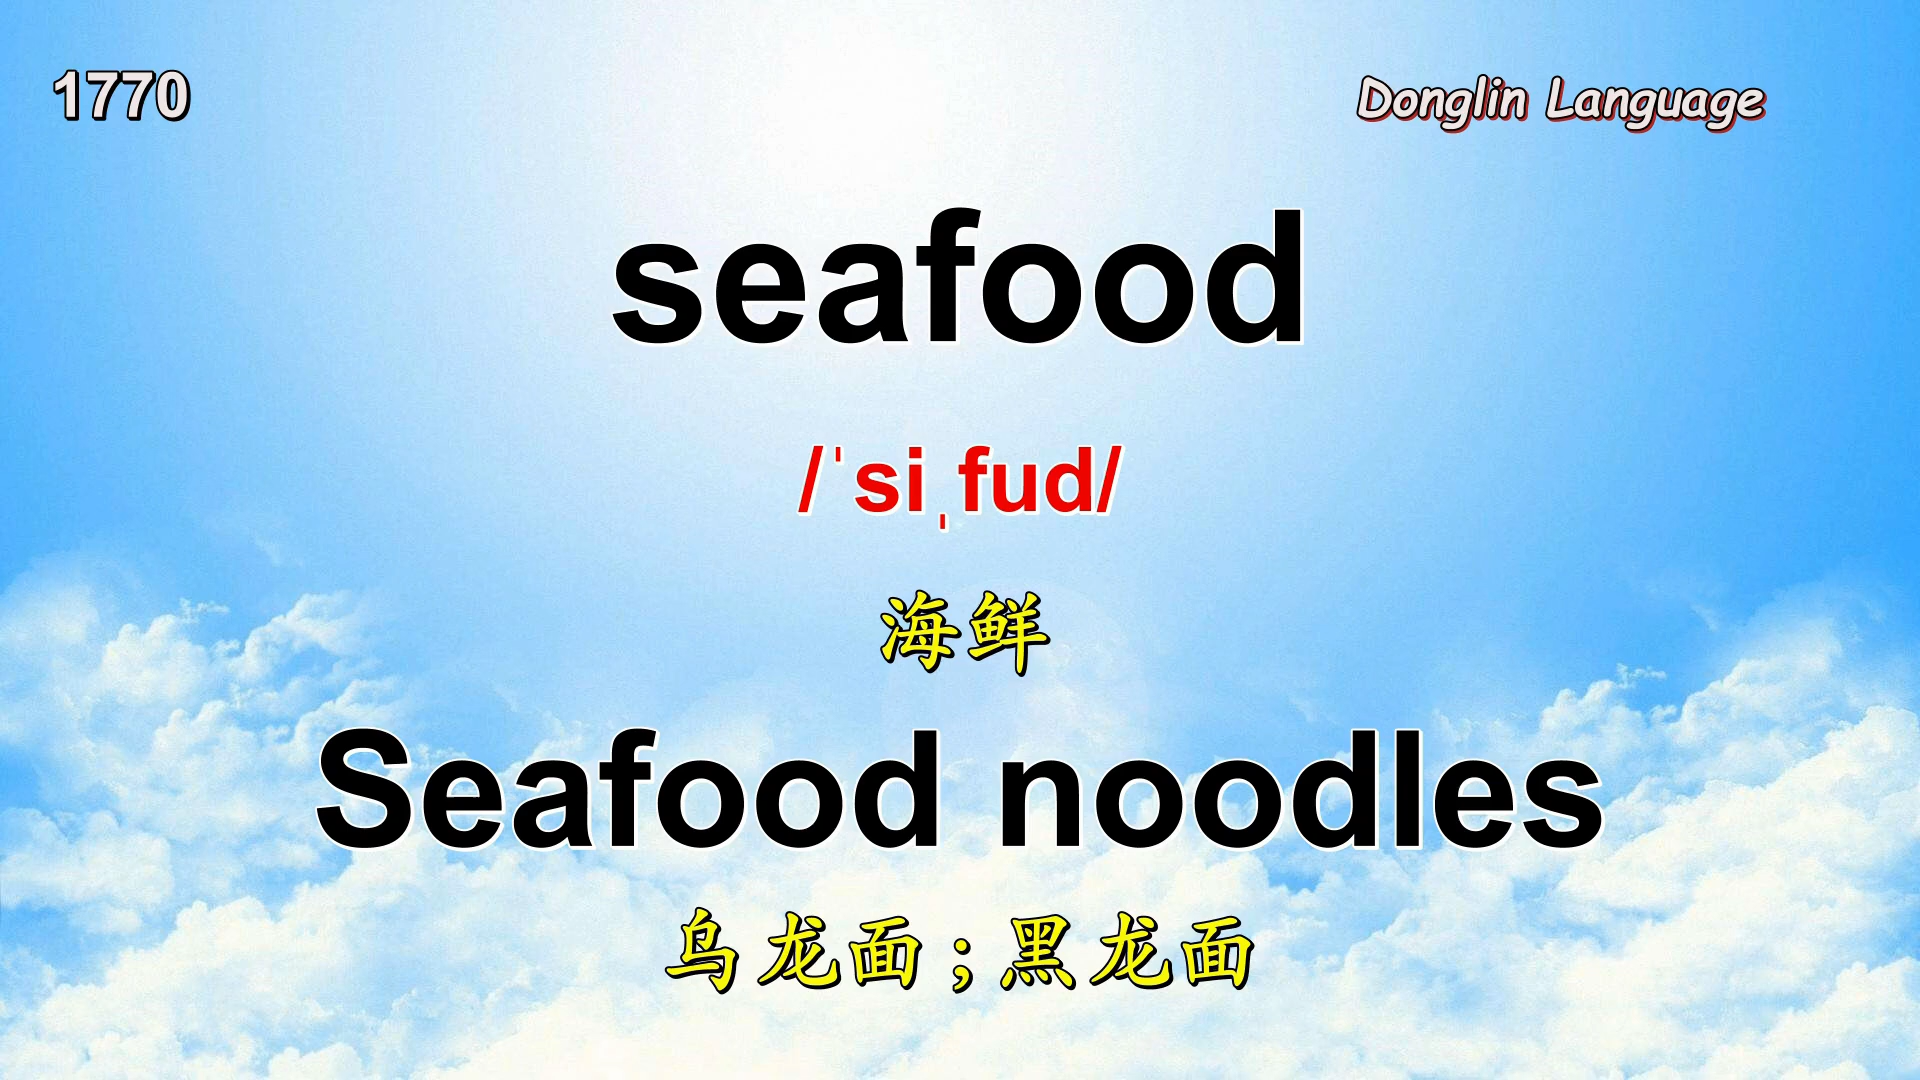 1770
Donglin Language
seafood
/ˈsiˌfud/
海鲜
Seafood noodles
乌龙面;黑龙面